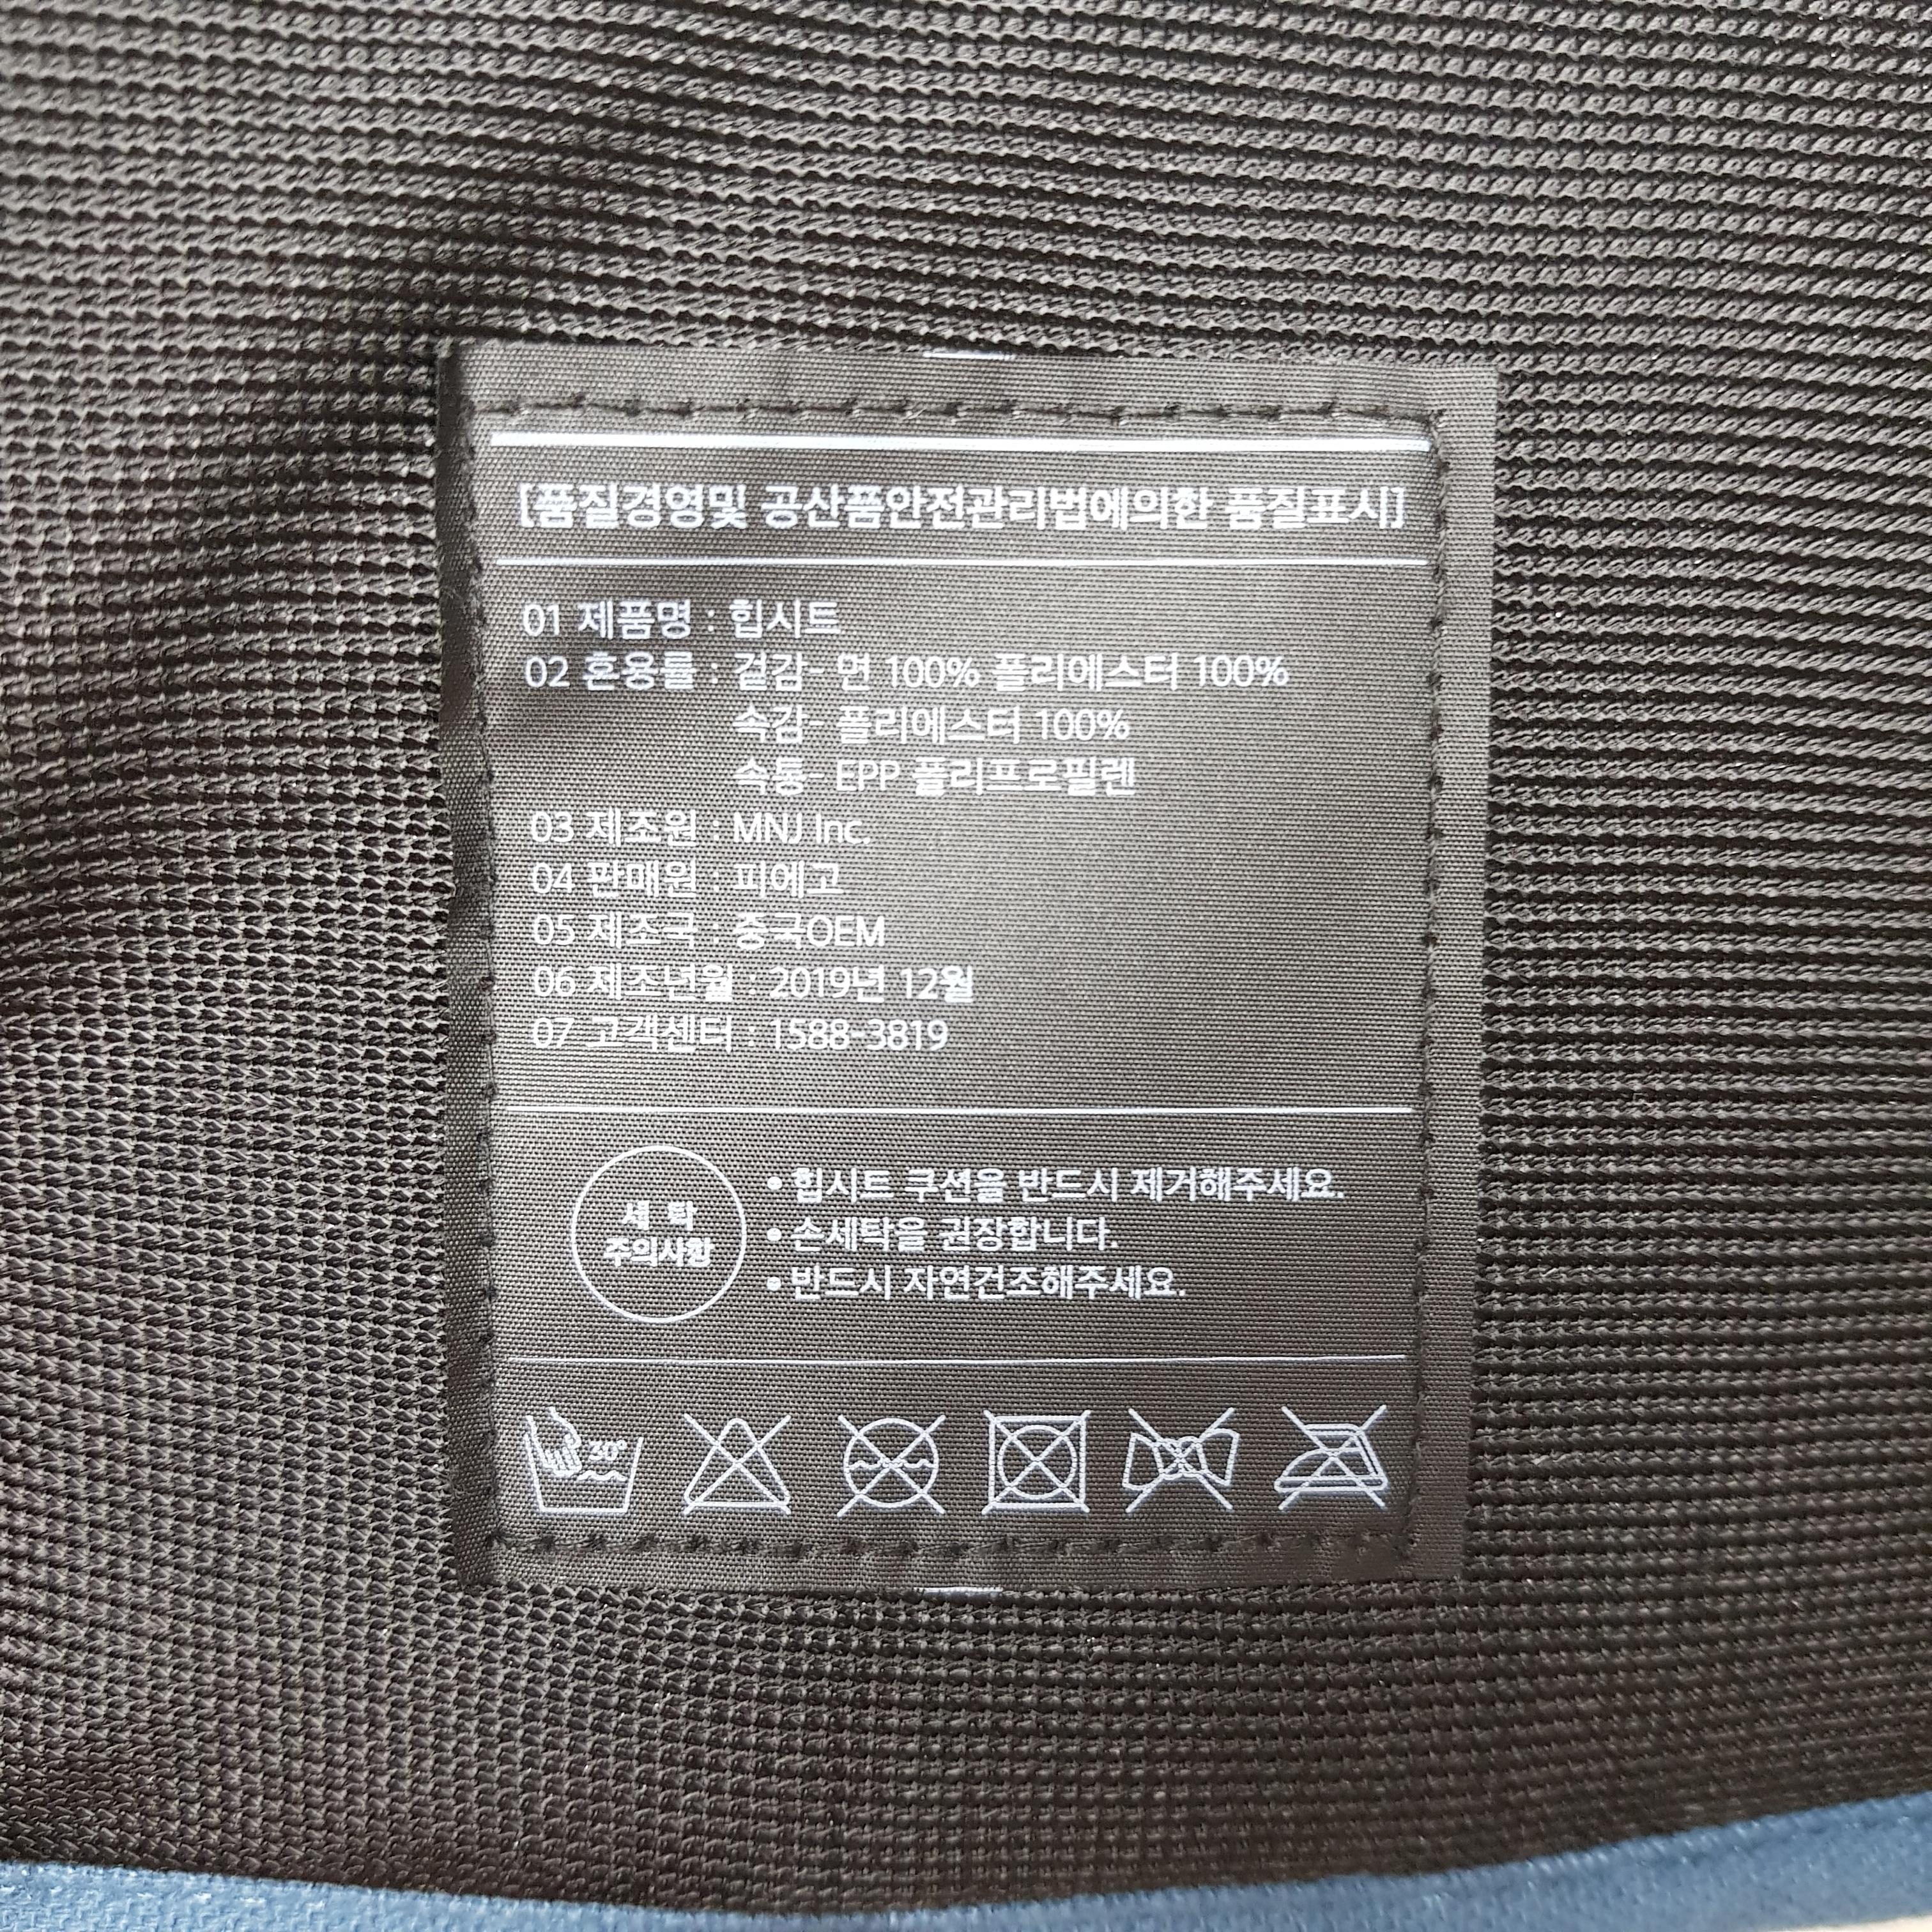 [품질경영및 공산품안전관리법에의한 품질표시]
01 제품명 : 힙시트
02 혼용률 : 겉감- 면 100% 폴리에스터 100%
속감- 폴리에스터 100%
속통- EPP 폴리프로필렌
03 제조원 : MNJ Inc.
04 판매원 : 피에고
05 제조국 : 중국OEM
06 제조년월 : 2019년 12월
07 고객센터 : 1588-3819
세 탁
주의사항
• 힙시트 쿠션을 반드시 제거해주세요.
• 손세탁을 권장합니다.
• 반드시 자연건조해주세요.
30°